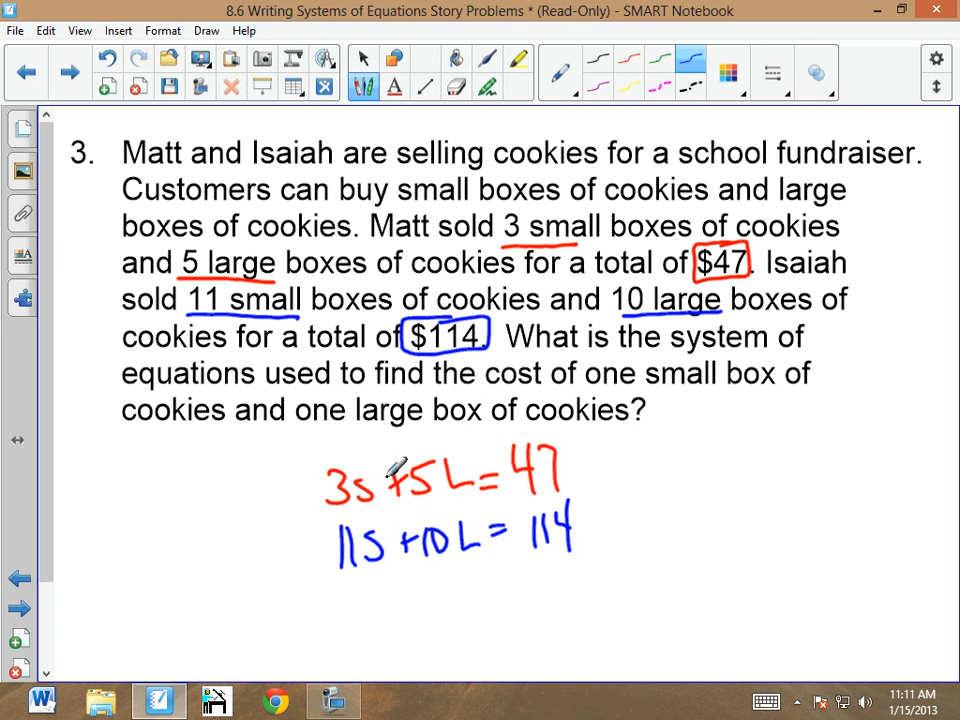 8.6 Writing Systems of Equations Story Problems * (Read-Only) - SMART Notebook
File Edit View Insert Format Draw Help
3. Matt and Isaiah are selling cookies for a school fundraiser.
Customers can buy small boxes of cookies and large
boxes of cookies. Matt sold 3 small boxes of cookies
and 5 large boxes of cookies for a total of $47. Isaiah
sold 11 small boxes of cookies and 10 large boxes of
cookies for a total of $114. What is the system of
equations used to find the cost of one small box of
cookies and one large box of cookies?
3s+5L=47
11s+10L=114
11:11 AM
1/15/2013